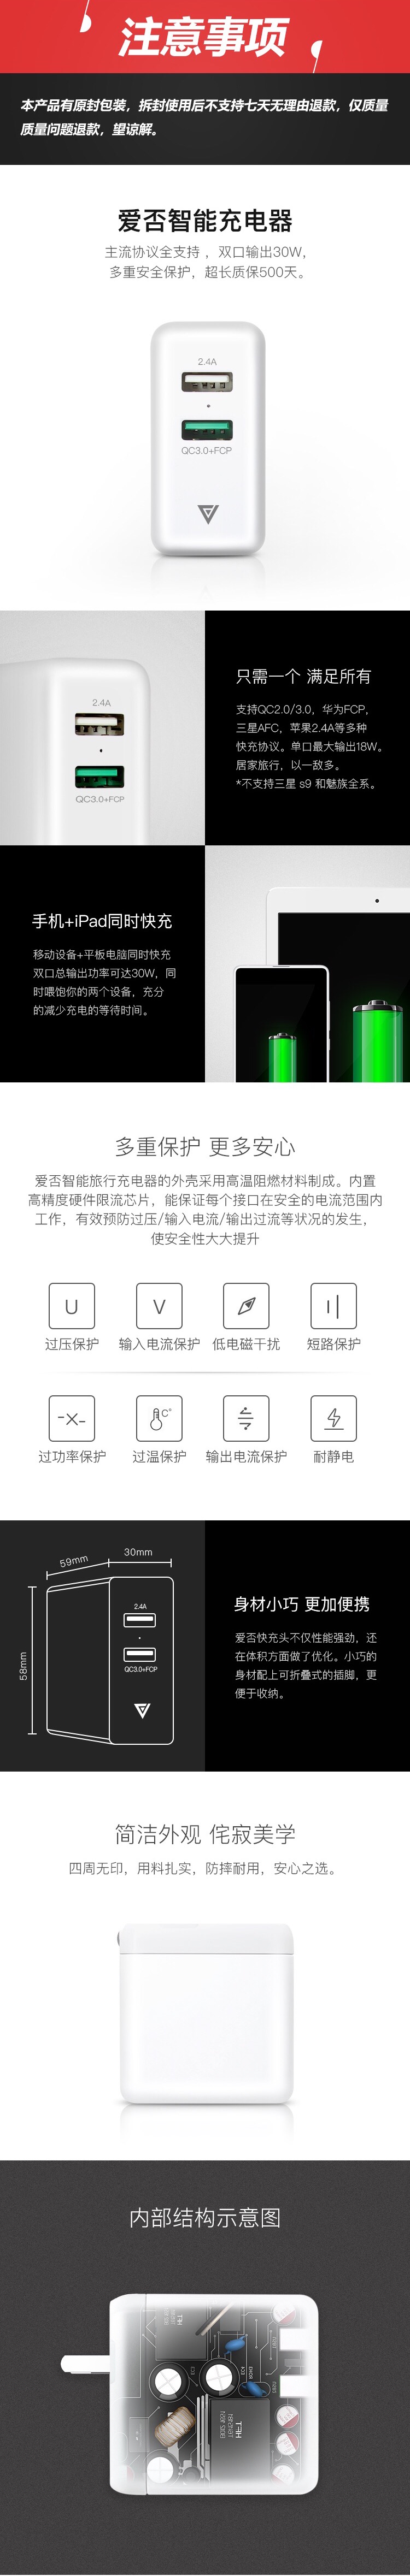 注意事项
本产品有原封包装，拆封使用后不支持七天无理由退款，仅质量
质量问题退款，望谅解。
爱否智能充电器
主流协议全支持 ，双口输出30W，
多重安全保护，超长质保500天。
2.4A
QC3.0+FCP
2.4A
QC3.0+FCP
只需一个 满足所有
支持QC2.0/3.0，华为FCP，
三星AFC，苹果2.4A等多种
快充协议。单口最大输出18W。
居家旅行，以一敌多。
*不支持三星 s9 和魅族全系。
手机+iPad同时快充
移动设备+平板电脑同时快充
双口总输出功率可达30W，同
时喂饱你的两个设备，充分
的减少充电的等待时间。
多重保护 更多安心
爱否智能旅行充电器的外壳采用高温阻燃材料制成。内置
高精度硬件限流芯片，能保证每个接口在安全的电流范围内
工作，有效预防过压/输入电流/输出过流等状况的发生，
使安全性大大提升
U
V
过压保护
输入电流保护
低电磁干扰
短路保护
-X-
C°
过功率保护
过温保护
输出电流保护
耐静电
59mm
30mm
58mm
2.4A
QC3.0+FCP
身材小巧 更加便携
爱否快充头不仅性能强劲，还
在体积方面做了优化。小巧的
身材配上可折叠式的插脚，更
便于收纳。
简洁外观 侘寂美学
四周无印，用料扎实，防摔耐用，安心之选。
内部结构示意图